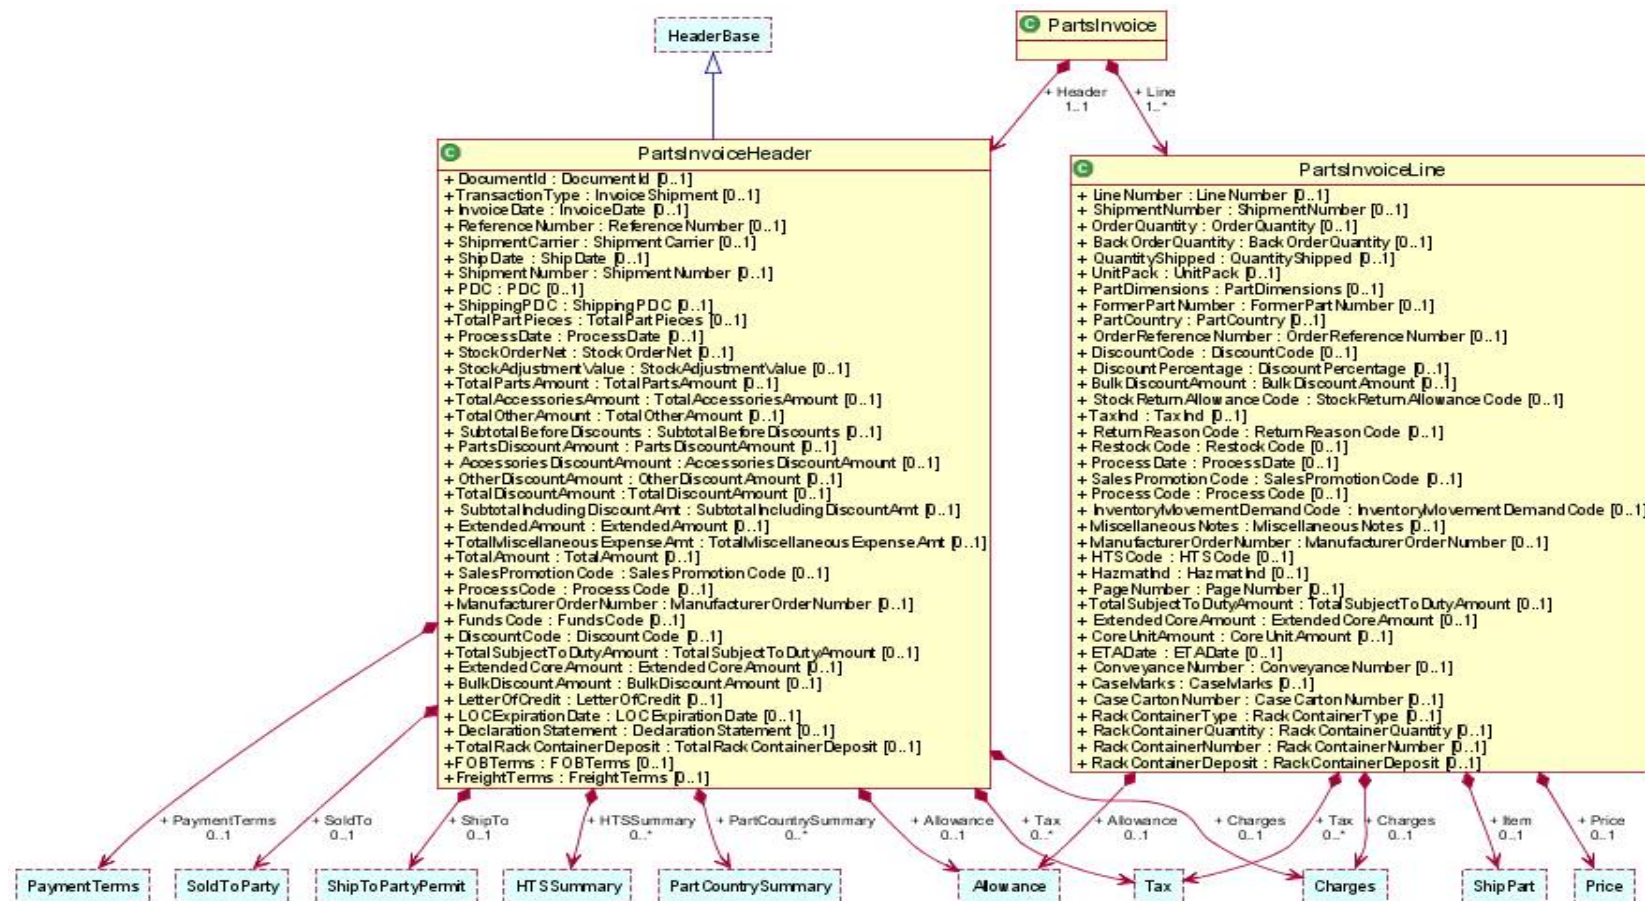 HeaderBase
C PartsInvoice
+ Header
1..1
+ Line
1..*
C PartsInvoiceHeader
+ DocumentId : DocumentId [0..1]
+ TransactionType : InvoiceShipment [0..1]
+ InvoiceDate : InvoiceDate [0..1]
+ ReferenceNumber : ReferenceNumber [0..1]
+ ShipmentCarrier : ShipmentCarrier [0..1]
+ ShipDate : ShipDate [0..1]
+ ShipmentNumber : ShipmentNumber [0..1]
+ PDC : PDC [0..1]
+ ShippingPDC : ShippingPDC [0..1]
+ TotalPartPieces : TotalPartPieces [0..1]
+ ProcessDate : ProcessDate [0..1]
+ StockOrderNet : StockOrderNet [0..1]
+ StockAdjustmentValue : StockAdjustmentValue [0..1]
+ TotalPartsAmount : TotalPartsAmount [0..1]
+ TotalAccessoriesAmount : TotalAccessoriesAmount [0..1]
+ TotalOtherAmount : TotalOtherAmount [0..1]
+ SubtotalBeforeDiscounts : SubtotalBeforeDiscounts [0..1]
+ PartsDiscountAmount : PartsDiscountAmount [0..1]
+ AccessoriesDiscountAmount : AccessoriesDiscountAmount [0..1]
+ OtherDiscountAmount : OtherDiscountAmount [0..1]
+ TotalDiscountAmount : TotalDiscountAmount [0..1]
+ SubtotalIncludingDiscountAmt : SubtotalIncludingDiscountAmt [0..1]
+ ExtendedAmount : ExtendedAmount [0..1]
+ TotalMiscellaneousExpenseAmt : TotalMiscellaneousExpenseAmt [0..1]
+ TotalAmount : TotalAmount [0..1]
+ SalesPromotionCode : SalesPromotionCode [0..1]
+ ProcessCode : ProcessCode [0..1]
+ ManufacturerOrderNumber : ManufacturerOrderNumber [0..1]
+ FundsCode : FundsCode [0..1]
+ DiscountCode : DiscountCode [0..1]
+ TotalSubjectToDutyAmount : TotalSubjectToDutyAmount [0..1]
+ ExtendedCoreAmount : ExtendedCoreAmount [0..1]
+ BulkDiscountAmount : BulkDiscountAmount [0..1]
+ LetterOfCredit : LetterOfCredit [0..1]
+ LOCExpirationDate : LOCExpirationDate [0..1]
+ DeclarationStatement : DeclarationStatement [0..1]
+ TotalRackContainerDeposit : TotalRackContainerDeposit [0..1]
+ FOBTerms : FOBTerms [0..1]
+ FreightTerms : FreightTerms [0..1]
C PartsInvoiceLine
+ LineNumber : LineNumber [0..1]
+ ShipmentNumber : ShipmentNumber [0..1]
+ OrderQuantity : OrderQuantity [0..1]
+ BackOrderQuantity : BackOrderQuantity [0..1]
+ QuantityShipped : QuantityShipped [0..1]
+ UnitPack : UnitPack [0..1]
+ PartDimensions : PartDimensions [0..1]
+ FormerPartNumber : FormerPartNumber [0..1]
+ PartCountry : PartCountry [0..1]
+ OrderReferenceNumber : OrderReferenceNumber [0..1]
+ DiscountCode : DiscountCode [0..1]
+ DiscountPercentage : DiscountPercentage [0..1]
+ BulkDiscountAmount : BulkDiscountAmount [0..1]
+ StockReturnAllowanceCode : StockReturnAllowanceCode [0..1]
+ TaxInd : TaxInd [0..1]
+ ReturnReasonCode : ReturnReasonCode [0..1]
+ RestockCode : RestockCode [0..1]
+ ProcessDate : ProcessDate [0..1]
+ SalesPromotionCode : SalesPromotionCode [0..1]
+ ProcessCode : ProcessCode [0..1]
+ InventoryMovementDemandCode : InventoryMovementDemandCode [0..1]
+ MiscellaneousNotes : MiscellaneousNotes [0..1]
+ ManufacturerOrderNumber : ManufacturerOrderNumber [0..1]
+ HTSCode : HTSCode [0..1]
+ HazmatInd : HazmatInd [0..1]
+ PageNumber : PageNumber [0..1]
+ TotalSubjectToDutyAmount : TotalSubjectToDutyAmount [0..1]
+ ExtendedCoreAmount : ExtendedCoreAmount [0..1]
+ CoreUnitAmount : CoreUnitAmount [0..1]
+ ETADate : ETADate [0..1]
+ ConveyanceNumber : ConveyanceNumber [0..1]
+ CaseMarks : CaseMarks [0..1]
+ CaseCartonNumber : CaseCartonNumber [0..1]
+ RackContainerType : RackContainerType [0..1]
+ RackContainerQuantity : RackContainerQuantity [0..1]
+ RackContainerNumber : RackContainerNumber [0..1]
+ RackContainerDeposit : RackContainerDeposit [0..1]
+ PaymentTerms
0..1
+ SoldTo
0..1
+ ShipTo
0..1
+ HTSSummary
0..*
+ PartCountrySummary
0..*
+ Allowance
0..1
+ Tax
0..*
+ Allowance
0..1
+ Charges
0..1
+ Tax
0..*
+ Charges
0..1
+ Item
0..1
+ Price
0..1
PaymentTerms
SoldToParty
ShipToPartyPermit
HTSSummary
PartCountrySummary
Allowance
Tax
Charges
ShipPart
Price